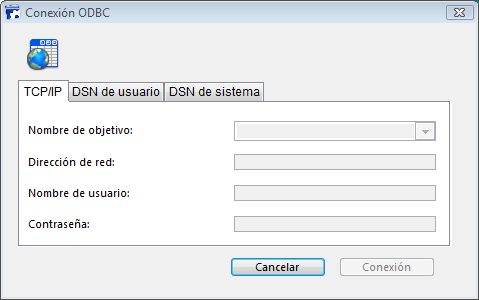 Conexión ODBC
TCP/IP DSN de usuario DSN de sistema
Nombre de objetivo:
Dirección de red:
Nombre de usuario:
Contraseña:
Cancelar Conexión